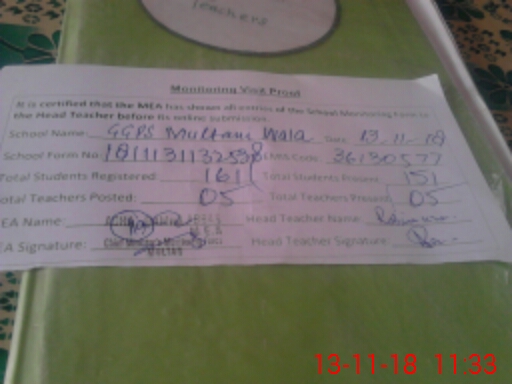 Teachers
Monitoring Visit Proof
It is certified that the MEA has shown all entries of the School Monitoring Form to
the Head Teacher before its online submission.
School Name: GGPS Multani Wala Date 13-11-18
School Form No EMIS Code: 36130577
Total Students Registered: 161 Total Students Present: 151
Total Teachers Posted: 05 Total Teachers Present 05
EA Name: Head Teacher Name:
EA Signature: Head Teacher Signature:
13-11-18 11:33